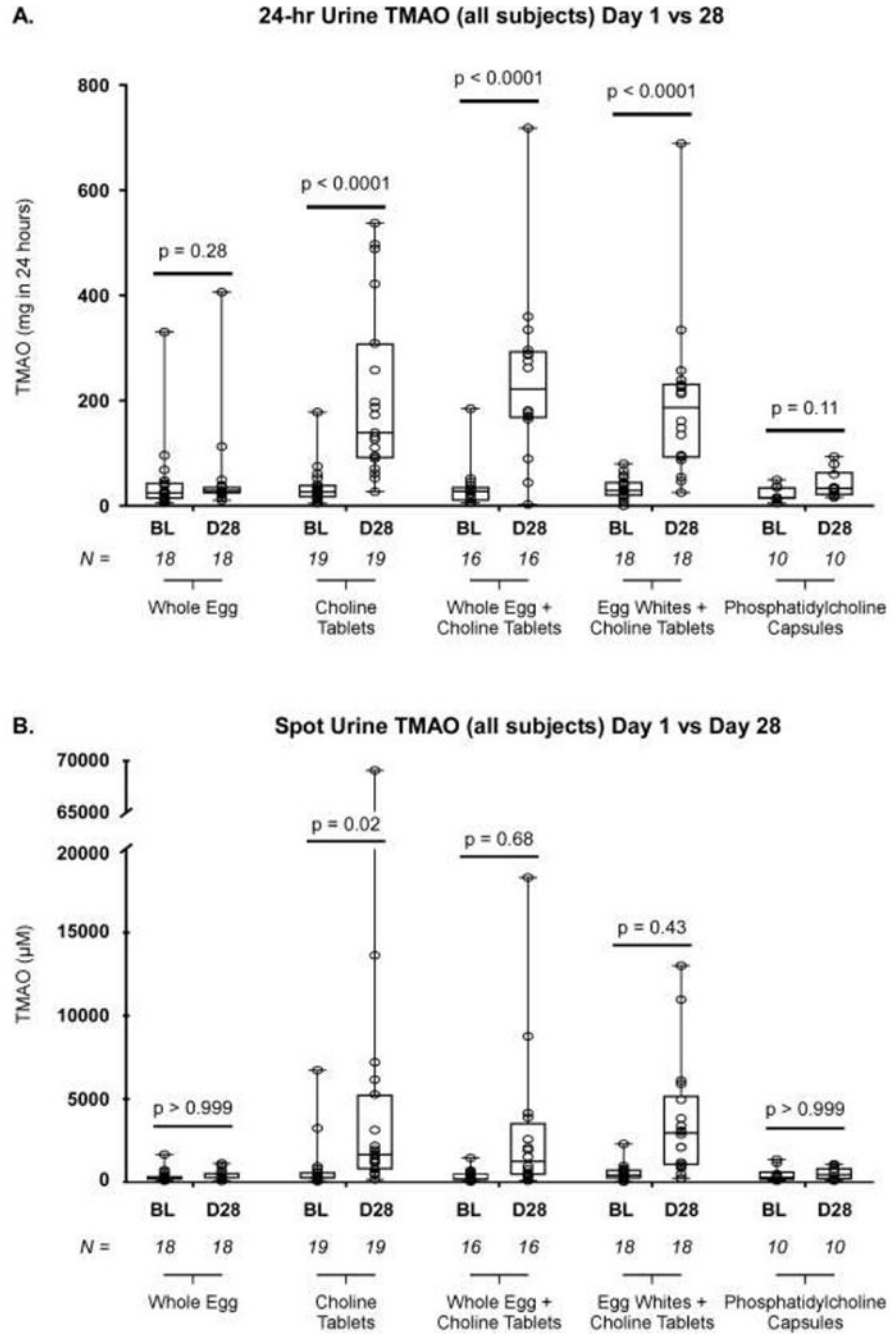 A. 24-hr Urine TMAO (all subjects) Day 1 vs 28
800
600
400
200
0
TMAO (mg in 24 hours)
p = 0.28
p < 0.0001
p < 0.0001
p < 0.0001
p = 0.11
BL D28 BL D28 BL D28 BL D28 BL D28
N = 18 18 19 19 16 16 18 18 10 10
Whole Egg
Choline
Tablets
Whole Egg +
Choline Tablets
Egg Whites +
Choline Tablets
Phosphatidylcholine
Capsules
B. Spot Urine TMAO (all subjects) Day 1 vs Day 28
70000
65000
20000
15000
10000
5000
0
TMAO (µM)
p > 0.999
p = 0.02
p = 0.68
p = 0.43
p > 0.999
BL D28 BL D28 BL D28 BL D28 BL D28
N = 18 18 19 19 16 16 18 18 10 10
Whole Egg
Choline
Tablets
Whole Egg +
Choline Tablets
Egg Whites +
Choline Tablets
Phosphatidylcholine
Capsules